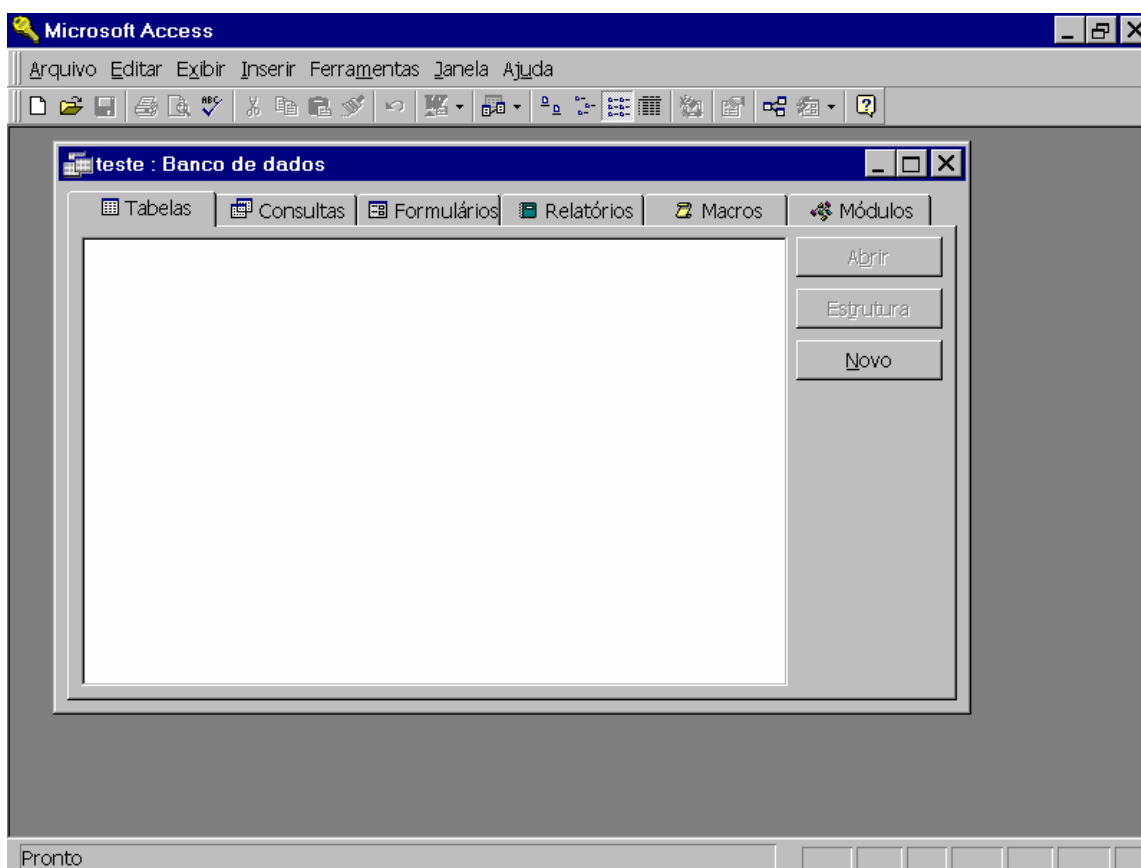 Microsoft Access
Arquivo Editar Exibir Inserir Ferramentas Janela Ajuda
ABC
teste : Banco de dados
Tabelas Consultas Formulários Relatórios Macros Módulos
Abrir
Estrutura
Novo
Pronto